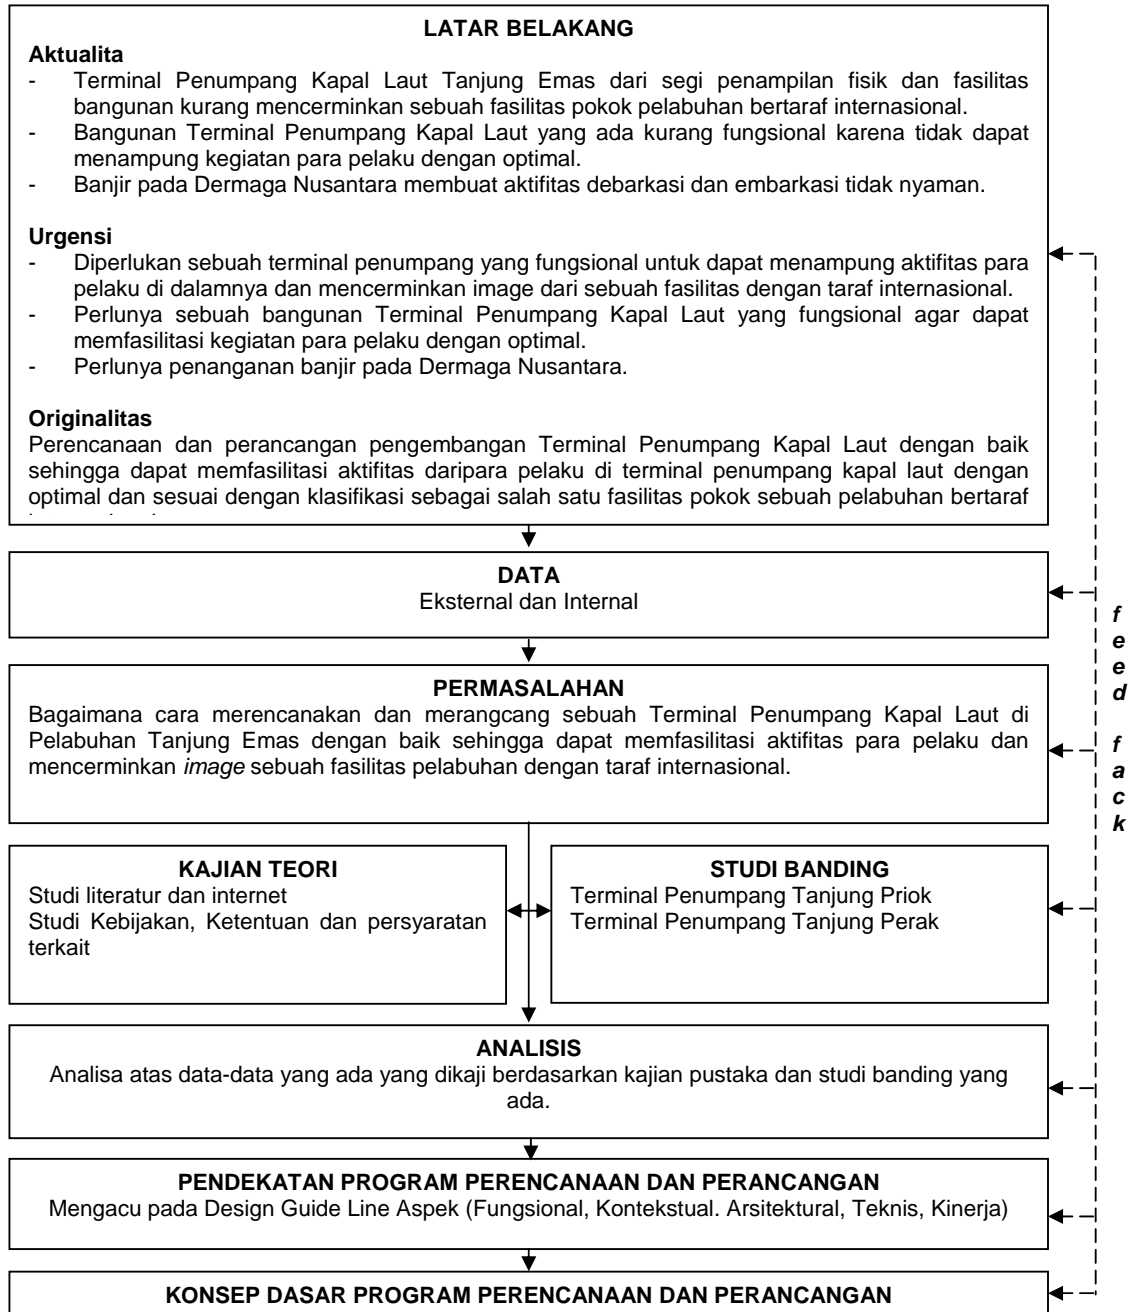 LATAR BELAKANG
Aktualita
- Terminal Penumpang Kapal Laut Tanjung Emas dari segi penampilan fisik dan fasilitas
bangunan kurang mencerminkan sebuah fasilitas pokok pelabuhan bertaraf internasional.
- Bangunan Terminal Penumpang Kapal Laut yang ada kurang fungsional karena tidak dapat
menampung kegiatan para pelaku dengan optimal.
- Banjir pada Dermaga Nusantara membuat aktifitas debarkasi dan embarkasi tidak nyaman.
Urgensi
- Diperlukan sebuah terminal penumpang yang fungsional untuk dapat menampung aktifitas para
pelaku di dalamnya dan mencerminkan image dari sebuah fasilitas dengan taraf internasional.
- Perlunya sebuah bangunan Terminal Penumpang Kapal Laut yang fungsional agar dapat
memfasilitasi kegiatan para pelaku dengan optimal.
- Perlunya penanganan banjir pada Dermaga Nusantara.
Originalitas
Perencanaan dan perancangan pengembangan Terminal Penumpang Kapal Laut dengan baik
sehingga dapat memfasilitasi aktifitas daripara pelaku di terminal penumpang kapal laut dengan
optimal dan sesuai dengan klasifikasi sebagai salah satu fasilitas pokok sebuah pelabuhan bertaraf
DATA
Eksternal dan Internal
PERMASALAHAN
Bagaimana cara merencanakan dan merangcang sebuah Terminal Penumpang Kapal Laut di
Pelabuhan Tanjung Emas dengan baik sehingga dapat memfasilitasi aktifitas para pelaku dan
mencerminkan image sebuah fasilitas pelabuhan dengan taraf internasional.
KAJIAN TEORI
Studi literatur dan internet
Studi Kebijakan, Ketentuan dan persyaratan
terkait
STUDI BANDING
Terminal Penumpang Tanjung Priok
Terminal Penumpang Tanjung Perak
ANALISIS
Analisa atas data-data yang ada yang dikaji berdasarkan kajian pustaka dan studi banding yang
ada.
PENDEKATAN PROGRAM PERENCANAAN DAN PERANCANGAN
Mengacu pada Design Guide Line Aspek (Fungsional, Kontekstual. Arsitektural, Teknis, Kinerja)
KONSEP DASAR PROGRAM PERENCANAAN DAN PERANCANGAN
feed fack